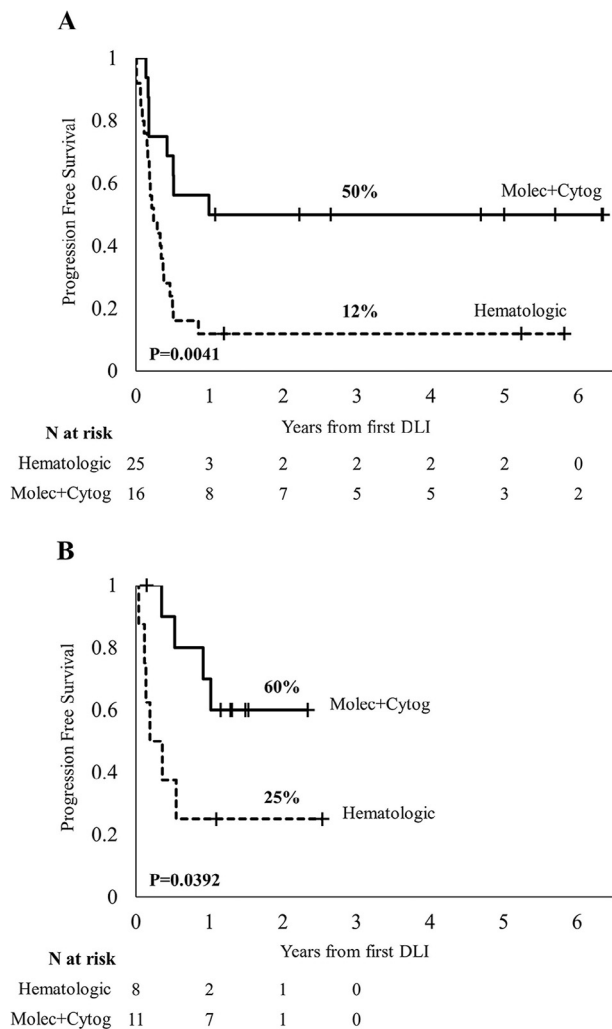 A
1
0.8
0.6
0.4
0.2
0
Progression Free Survival
50%
Molec+Cytog
12%
Hematologic
P=0.0041
0 1 2 3 4 5 6
Years from first DLI
N at risk
Hematologic 25 3 2 2 2 2 0
Molec+Cytog 16 8 7 5 5 3 2
B
1
0.8
0.6
0.4
0.2
0
Progression Free Survival
60%
Molec+Cytog
25%
Hematologic
P=0.0392
0 1 2 3 4 5 6
Years from first DLI
N at risk
Hematologic 8 2 1 0
Molec+Cytog 11 7 1 0